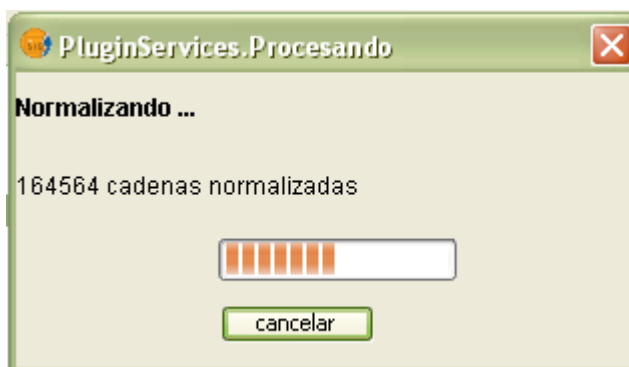 PluginServices.Procesando
Normalizando ...
164564 cadenas normalizadas
cancelar